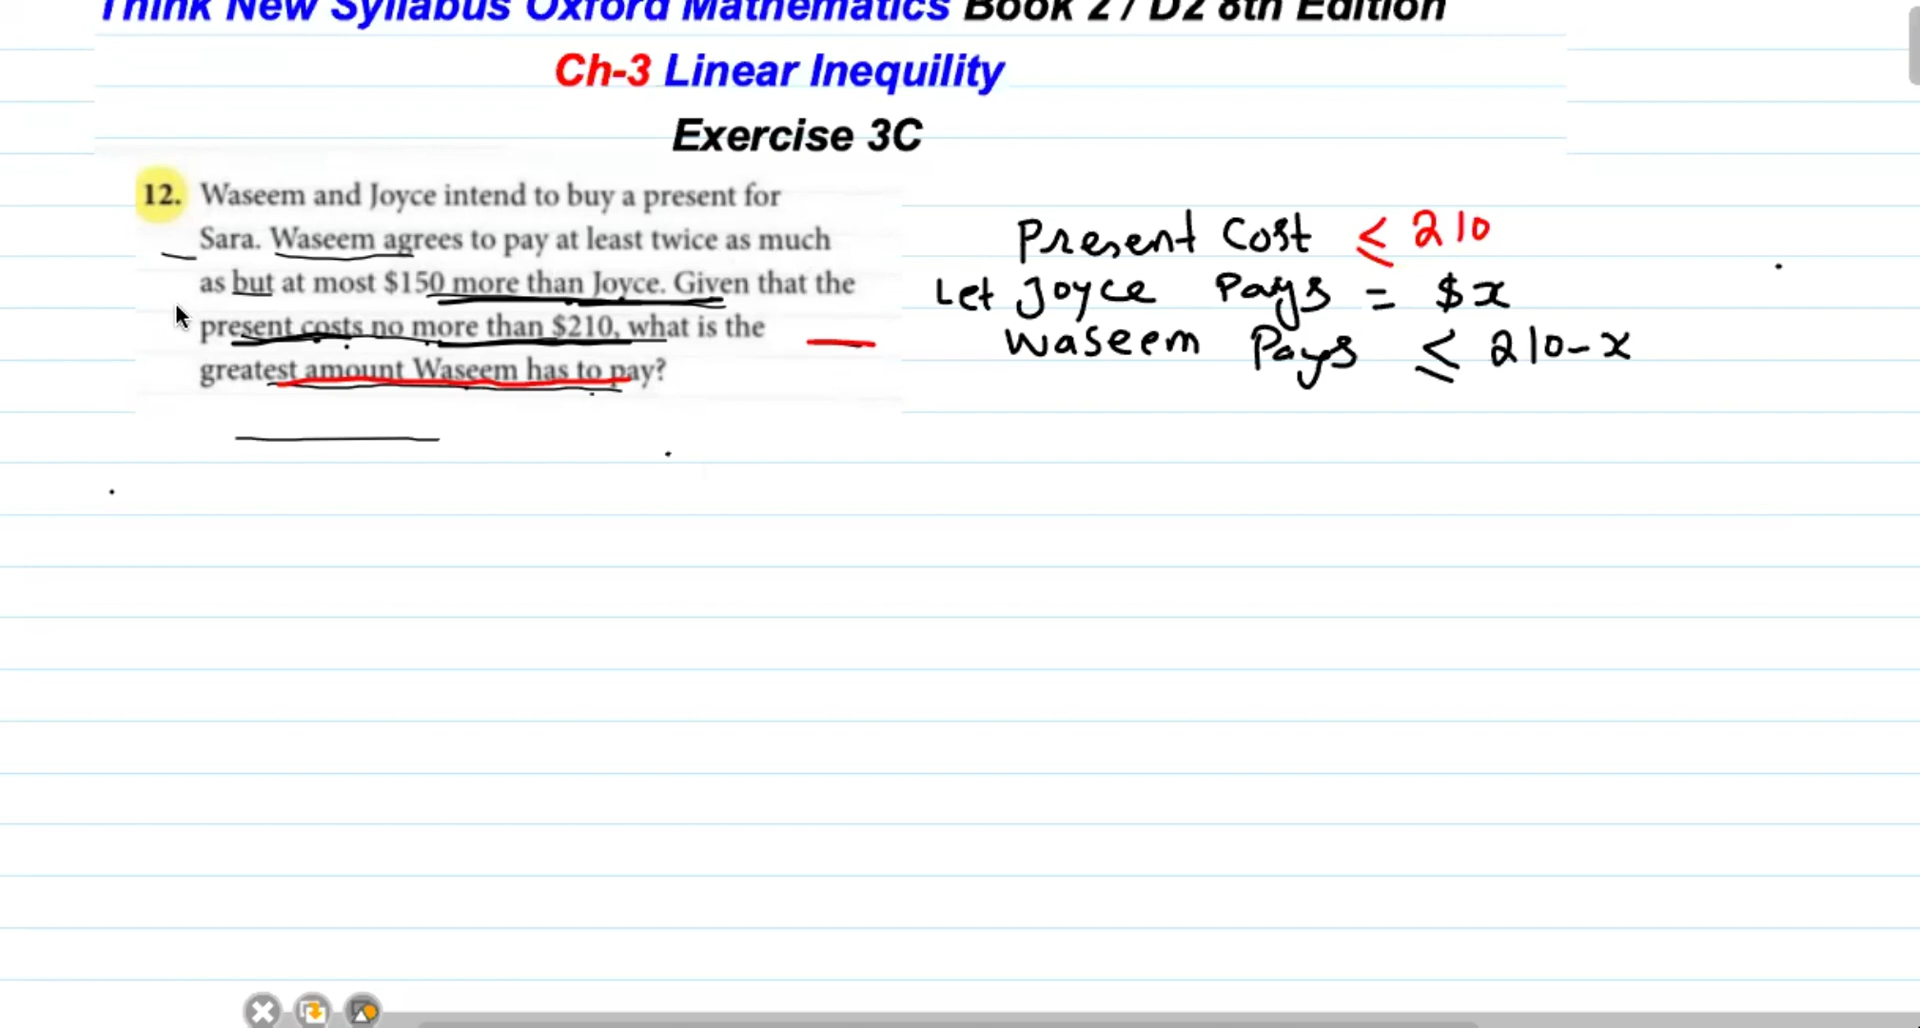 Think New Syllabus Oxford Mathematics Book 2 / D2 8th Edition
Ch-3 Linear Inequility
Exercise 3C
12. Waseem and Joyce intend to buy a present for
Sara. Waseem agrees to pay at least twice as much
as but at most $150 more than Joyce. Given that the
present costs no more than $210, what is the
greatest amount Waseem has to pay?
Present Cost ≤ 210
Let Joyce Pays = $x
Waseem Pays ≤ 210-x